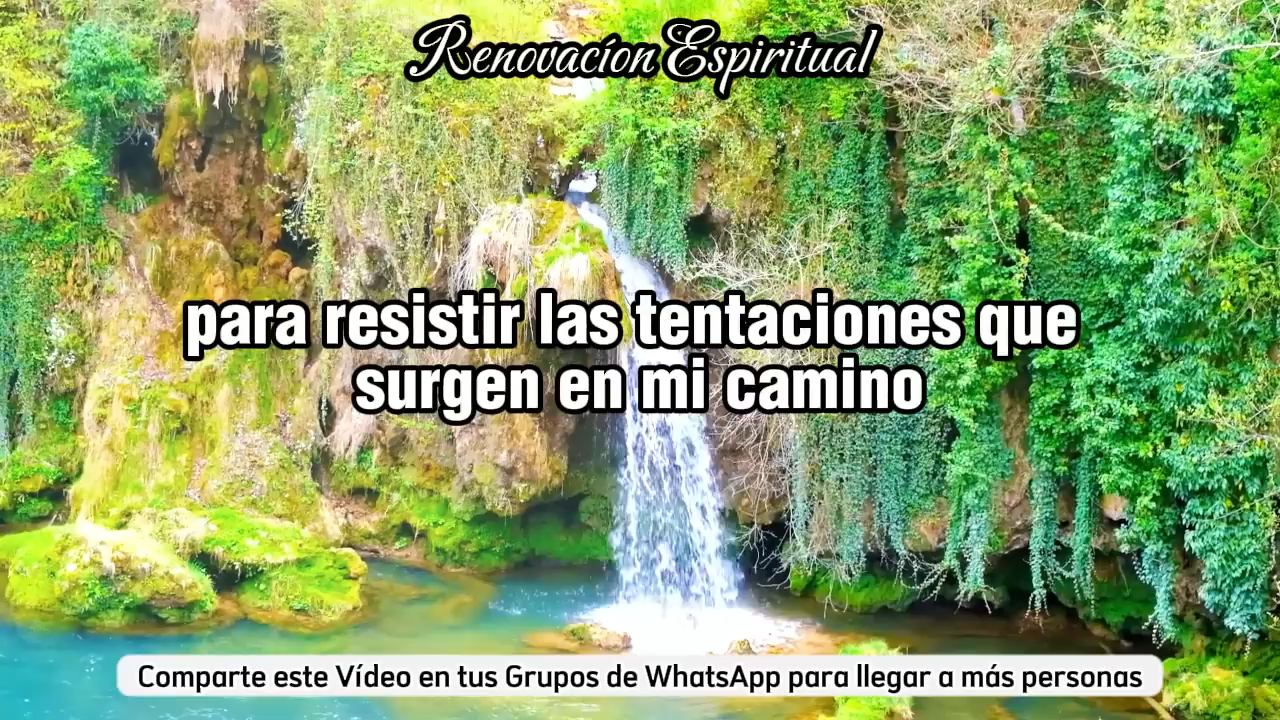 Renovacíon Espiritual
para resistir las tentaciones que
surgen en mi camino
Comparte este Vídeo en tus Grupos de WhatsApp para llegar a más personas